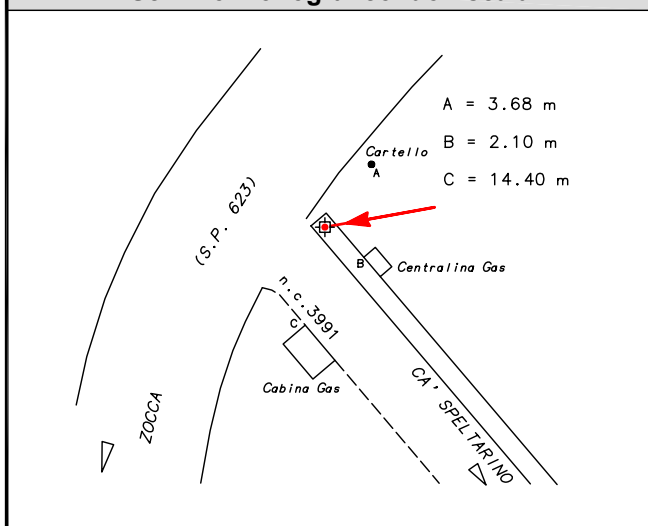 A = 3.68 m
B = 2.10 m
C = 14.40 m
Cartello
A
(S.P. 623)
B
Centralina Gas
n.c.3991
C
Cabina Gas
CA' SPELTARINO
ZOCCA